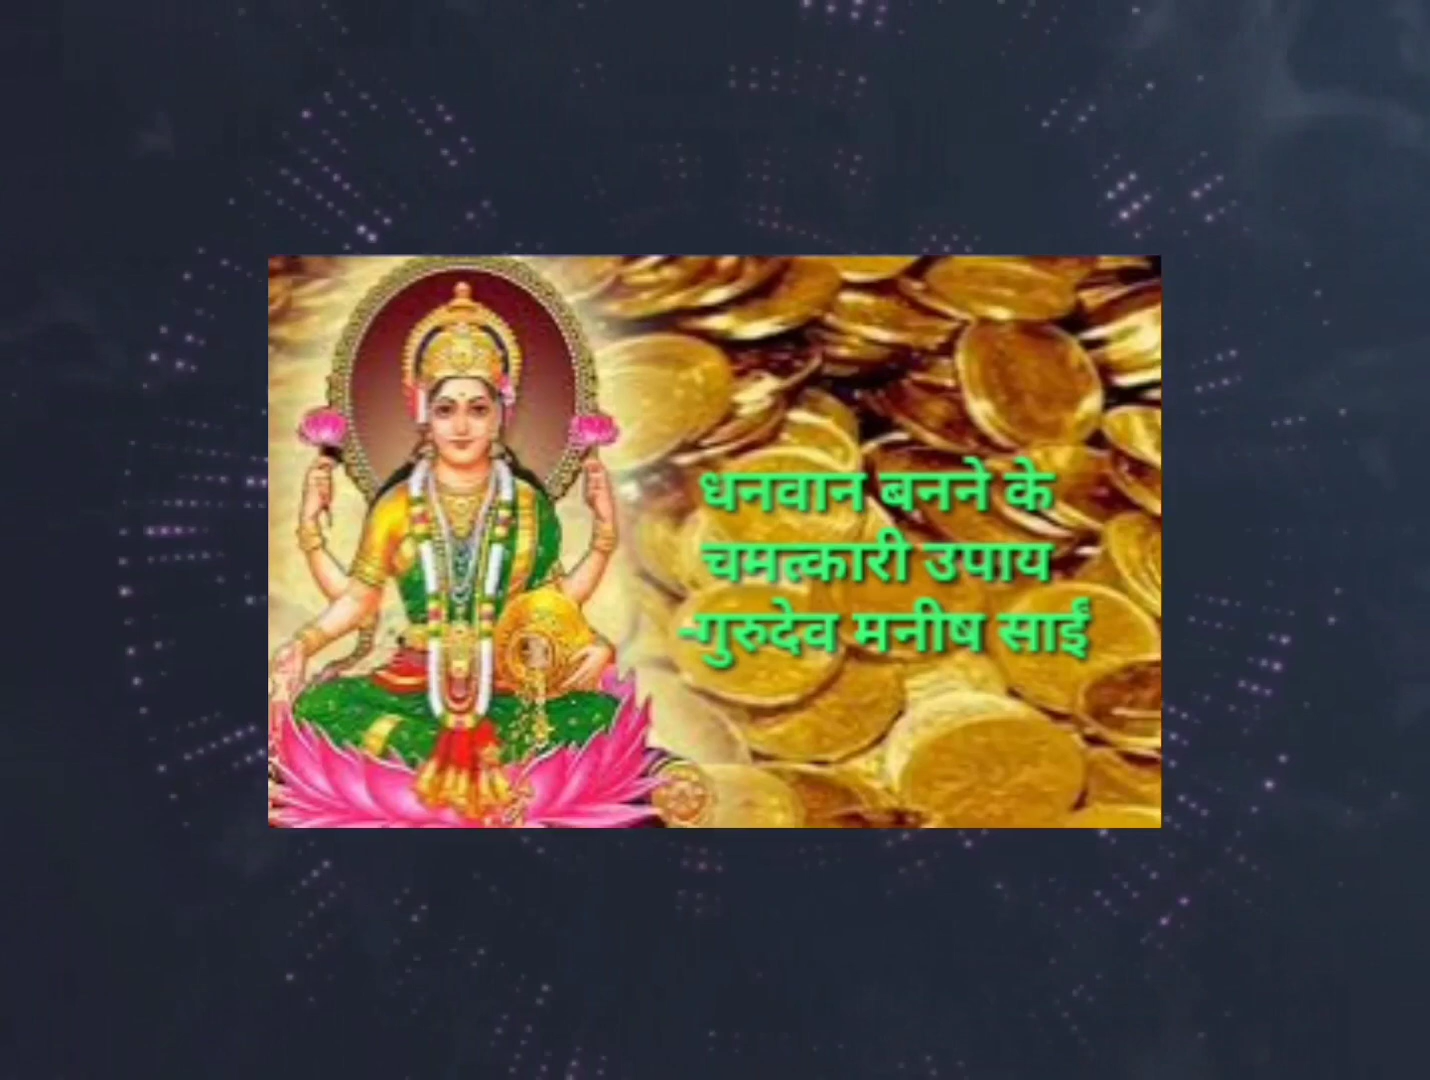 धनवान बनने के
चमत्कारी उपाय
-गुरुदेव मनीष साईं